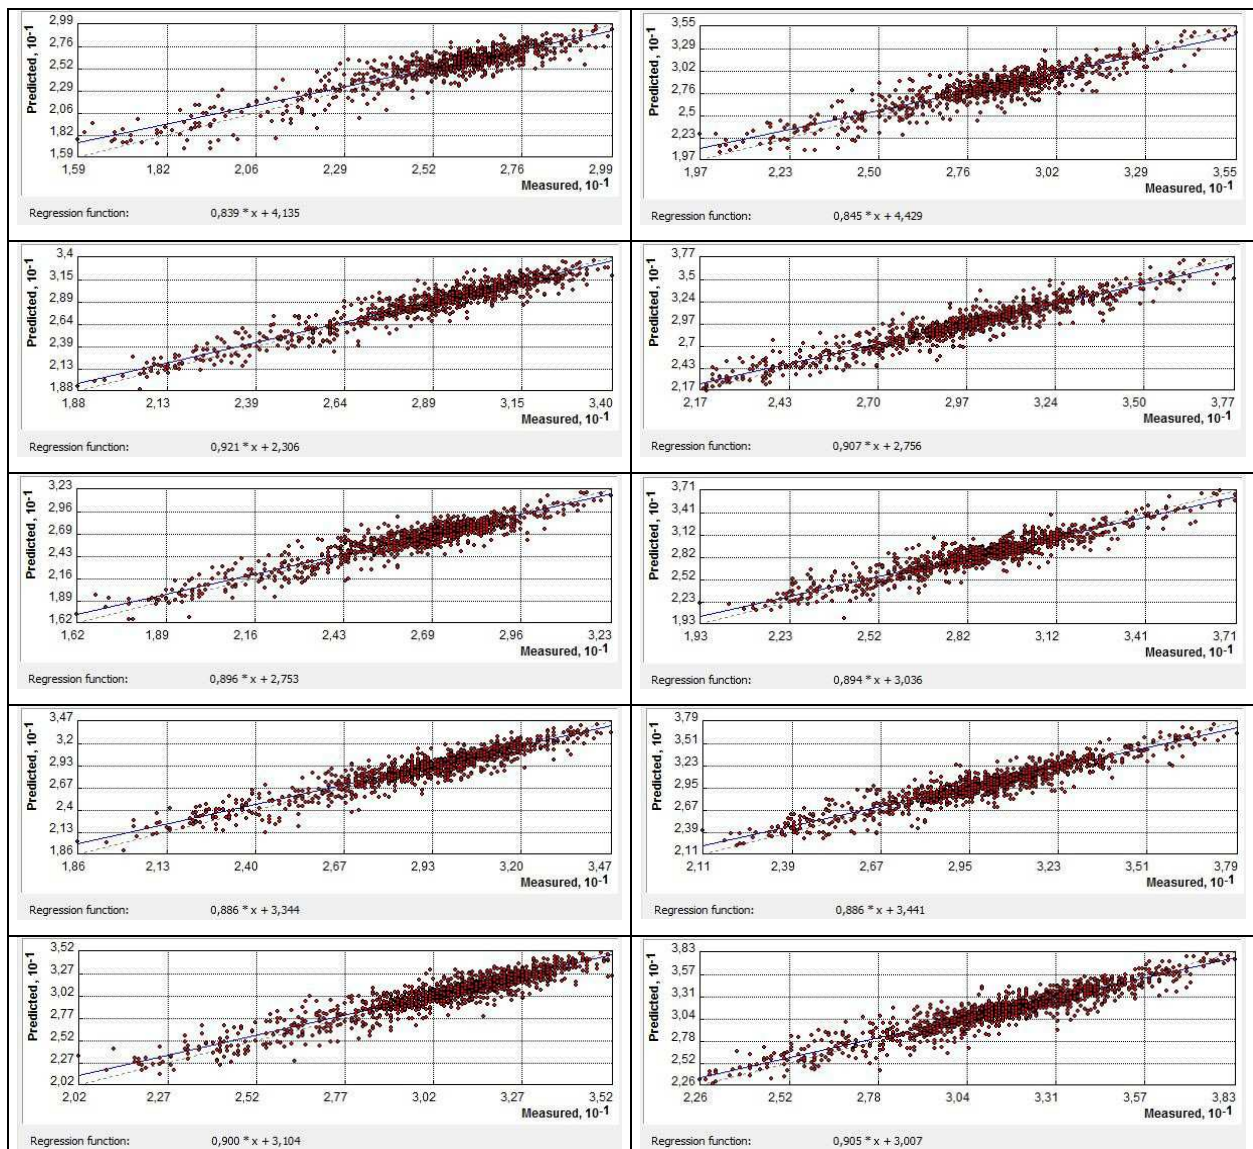 Predicted, 10-1
2,99
2,76
2,52
2,29
2,06
1,82
1,59
1,59 1,82 2,06 2,29 2,52 2,76 2,99
Measured, 10-1
Regression function: 0,839 * x + 4,135
Predicted, 10-1
3,55
3,29
3,02
2,76
2,5
2,23
1,97
1,97 2,23 2,50 2,76 3,02 3,29 3,55
Measured, 10-1
Regression function: 0,845 * x + 4,429
Predicted, 10-1
3,4
3,15
2,89
2,64
2,39
2,13
1,88
1,88 2,13 2,39 2,64 2,89 3,15 3,40
Measured, 10-1
Regression function: 0,921 * x + 2,306
Predicted, 10-1
3,77
3,5
3,24
2,97
2,7
2,43
2,17
2,17 2,43 2,70 2,97 3,24 3,50 3,77
Measured, 10-1
Regression function: 0,907 * x + 2,756
Predicted, 10-1
3,23
2,96
2,69
2,43
2,16
1,89
1,62
1,62 1,89 2,16 2,43 2,69 2,96 3,23
Measured, 10-1
Regression function: 0,896 * x + 2,753
Predicted, 10-1
3,71
3,41
3,12
2,82
2,52
2,23
1,93
1,93 2,23 2,52 2,82 3,12 3,41 3,71
Measured, 10-1
Regression function: 0,894 * x + 3,036
Predicted, 10-1
3,47
3,2
2,93
2,67
2,4
2,13
1,86
1,86 2,13 2,40 2,67 2,93 3,20 3,47
Measured, 10-1
Regression function: 0,886 * x + 3,344
Predicted, 10-1
3,79
3,51
3,23
2,95
2,67
2,39
2,11
2,11 2,39 2,67 2,95 3,23 3,51 3,79
Measured, 10-1
Regression function: 0,886 * x + 3,441
Predicted, 10-1
3,52
3,27
3,02
2,77
2,52
2,27
2,02
2,02 2,27 2,52 2,77 3,02 3,27 3,52
Measured, 10-1
Regression function: 0,900 * x + 3,104
Predicted, 10-1
3,83
3,57
3,31
3,04
2,78
2,52
2,26
2,26 2,52 2,78 3,04 3,31 3,57 3,83
Measured, 10-1
Regression function: 0,905 * x + 3,007